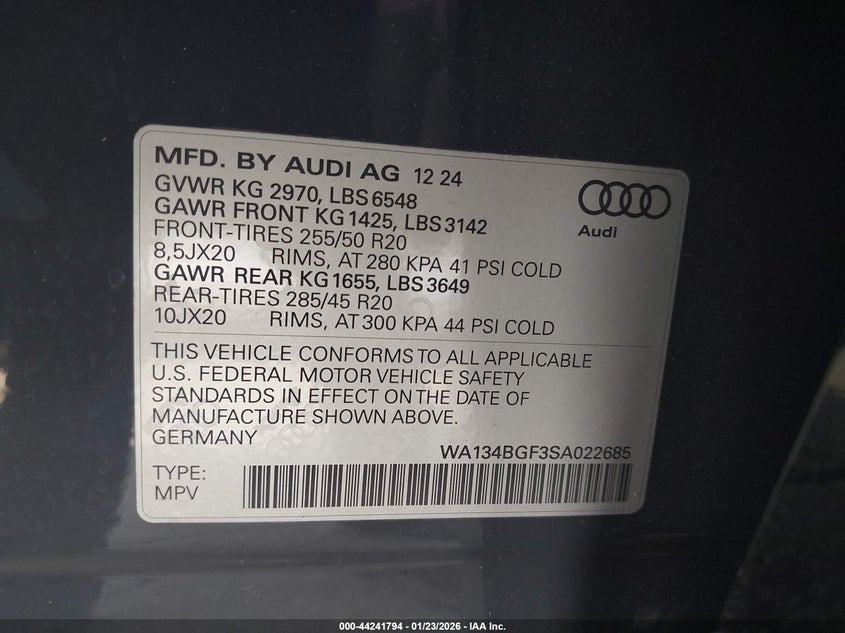 MFD. BY AUDI AG 12 24
GVWR KG 2970, LBS 6548
GAWR FRONT KG 1425, LBS 3142
FRONT-TIRES 255/50 R20
8,5JX20 RIMS, AT 280 KPA 41 PSI COLD
GAWR REAR KG 1655, LBS 3649
REAR-TIRES 285/45 R20
10JX20 RIMS, AT 300 KPA 44 PSI COLD
Audi
THIS VEHICLE CONFORMS TO ALL APPLICABLE
U.S. FEDERAL MOTOR VEHICLE SAFETY
STANDARDS IN EFFECT ON THE DATE OF
MANUFACTURE SHOWN ABOVE.
GERMANY
WA134BGF3SA022685
TYPE:
MPV
000-44241794 - 01/23/2026 - IAA Inc.